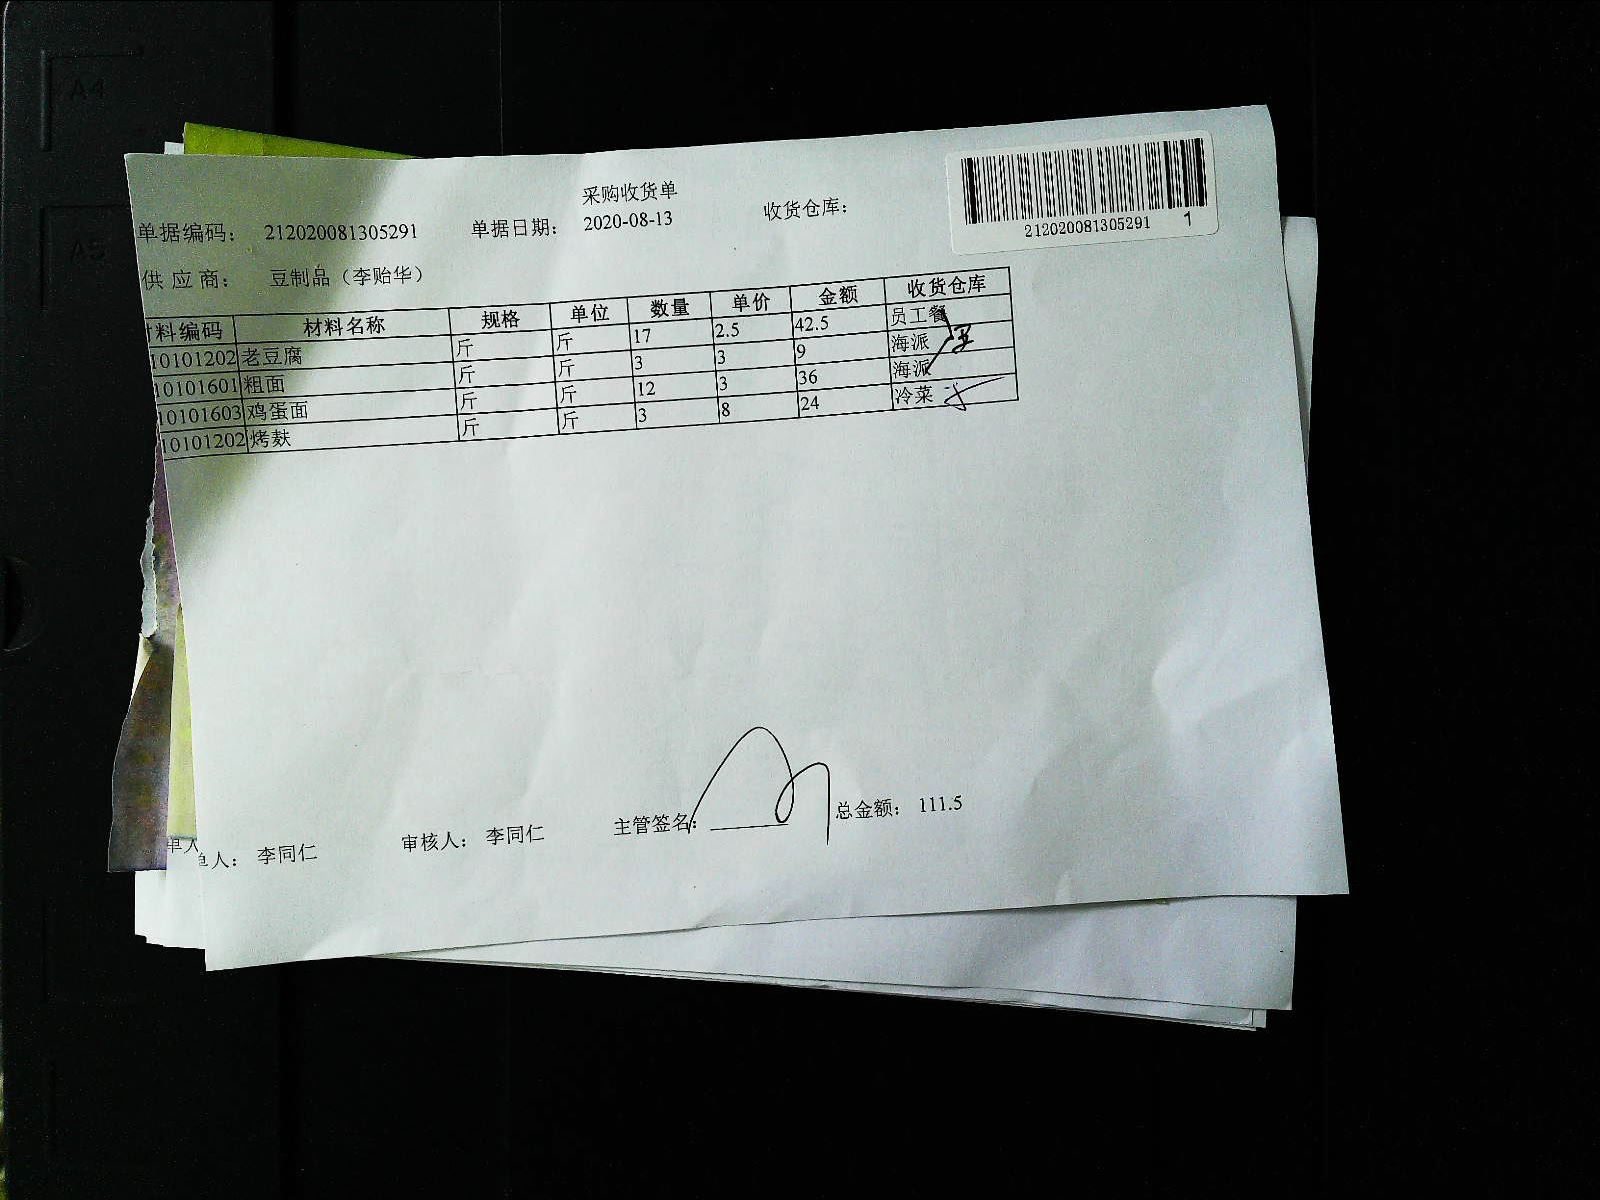 A4
A5
采购收货单
单据编码： 212020081305291 单据日期： 2020-08-13 收货仓库：
212020081305291 1
供 应 商： 豆制品（李贻华）
料编码 材料名称 规格 单位 数量 单价 金额 收货仓库
10101202 老豆腐 斤 斤 17 2.5 42.5 员工餐
10101601 粗面 斤 斤 3 3 9 海派
10101603 鸡蛋面 斤 斤 12 3 36 海派
10101202 烤麸 斤 斤 3 8 24 冷菜
单人： 李同仁 审核人： 李同仁 主管签名： 总金额： 111.5
单人